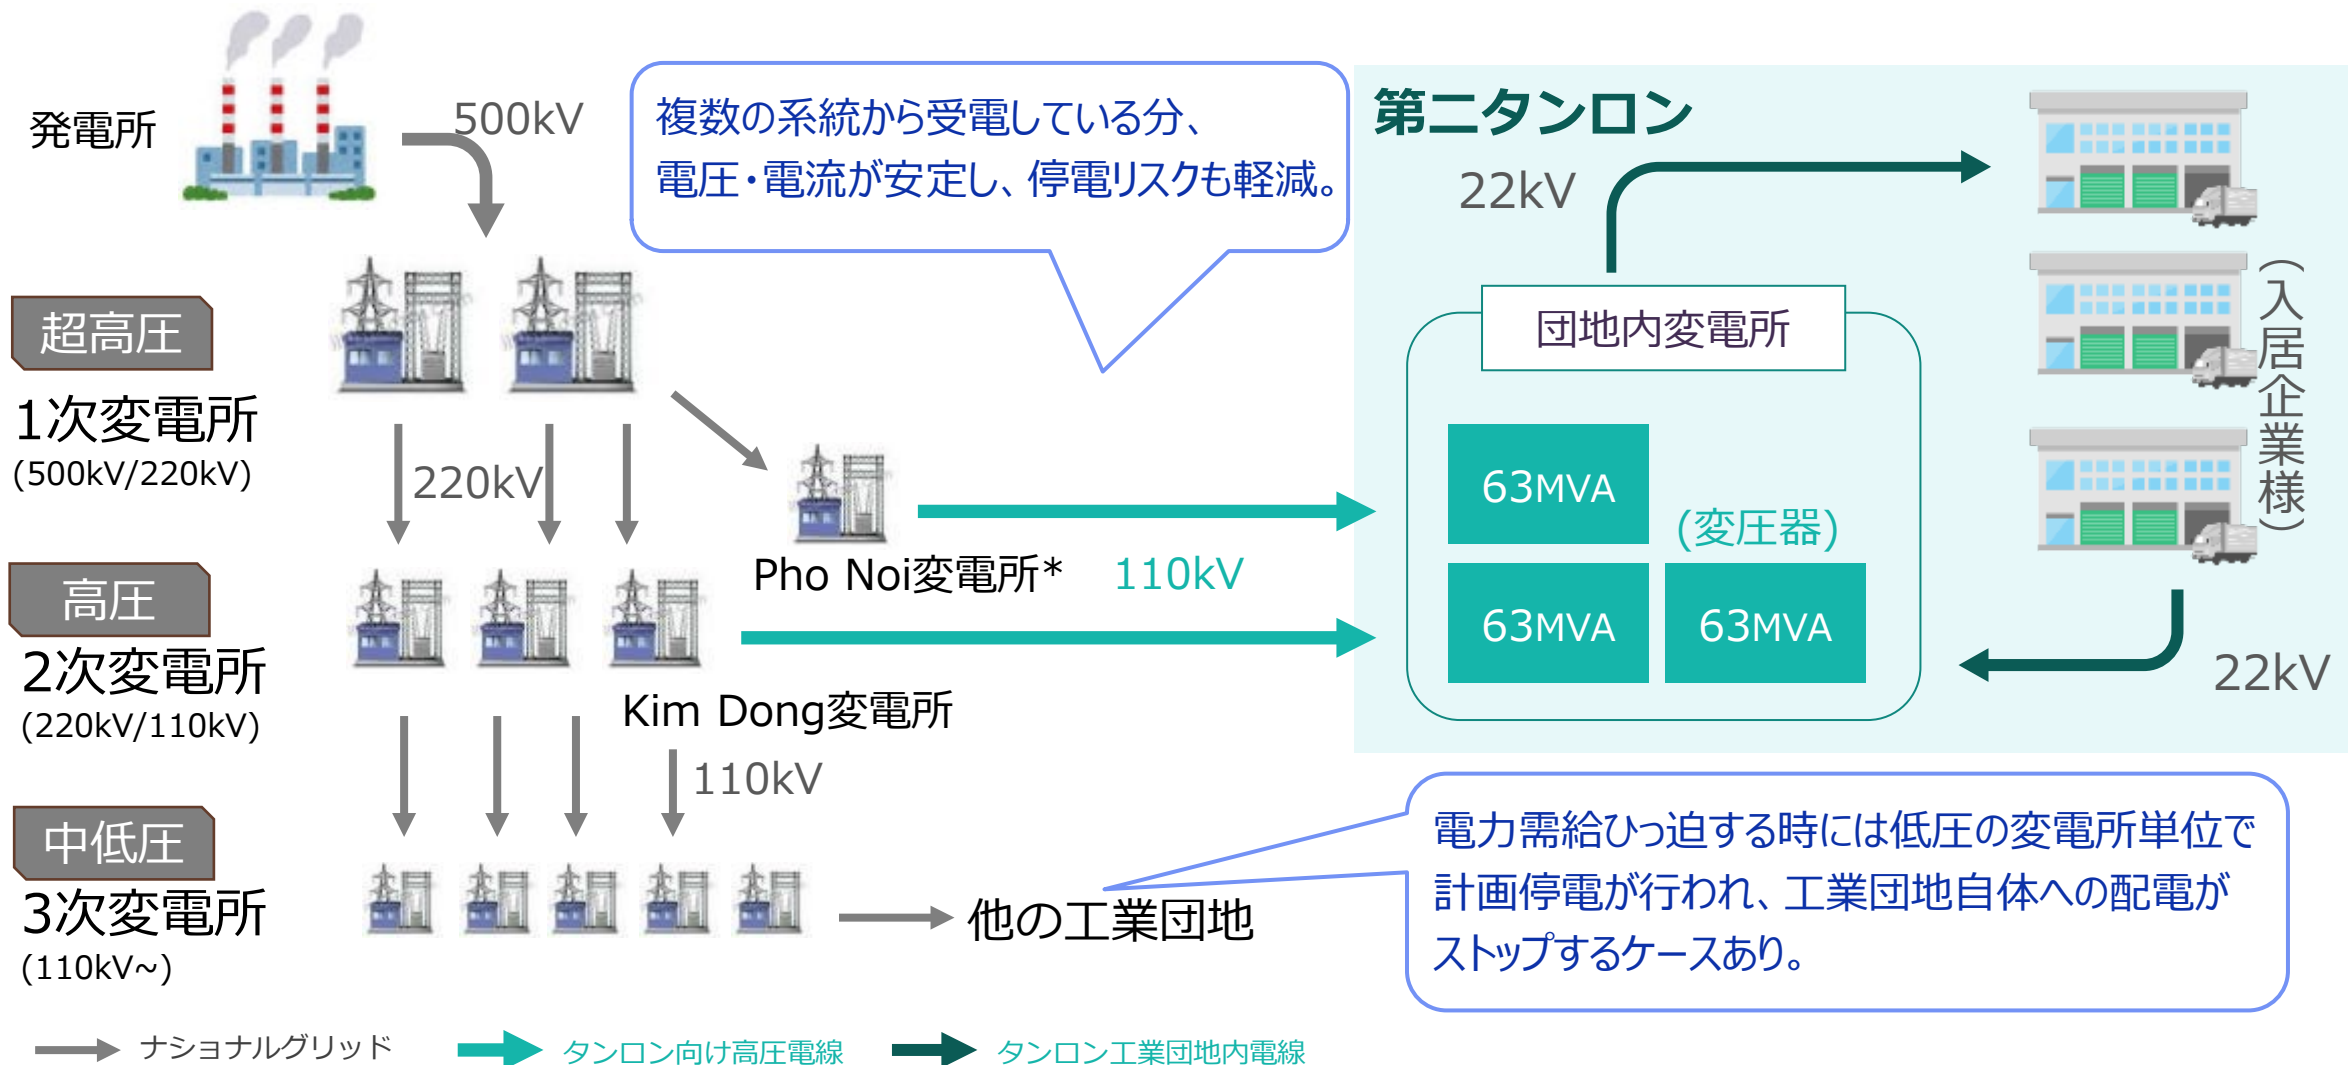 発電所
500kV
複数の系統から受電している分、
電圧・電流が安定し、停電リスクも軽減。
第二タンロン
22kV
団地内変電所
(入居企業様)
超高圧
1次変電所
(500kV/220kV)
220kV
63MVA
(変圧器)
63MVA
63MVA
Pho Noi変電所*
110kV
高圧
2次変電所
(220kV/110kV)
22kV
Kim Dong変電所
110kV
中低圧
3次変電所
(110kV~)
他の工業団地
電力需給ひっ迫する時には低圧の変電所単位で
計画停電が行われ、工業団地自体への配電が
ストップするケースあり。
ナショナルグリッド
タンロン向け高圧電線
タンロン工業団地内電線